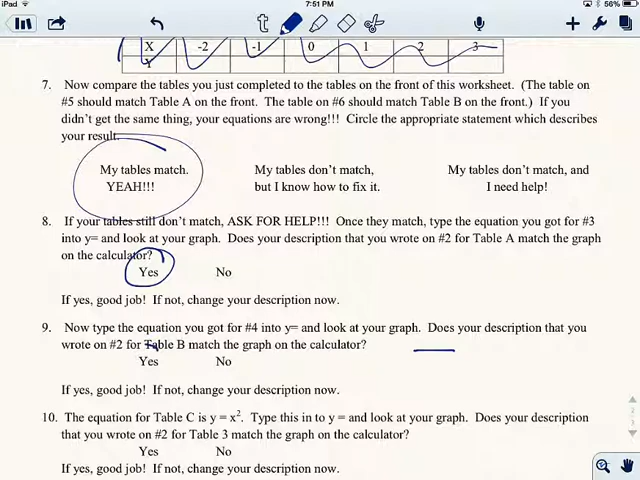 iPad
7:51 PM
56%
t
X -2 -1 0 1 2 3
Y
7. Now compare the tables you just completed to the tables on the front of this worksheet. (The table on
#5 should match Table A on the front. The table on #6 should match Table B on the front.) If you
didn't get the same thing, your equations are wrong!!! Circle the appropriate statement which describes
your result.
My tables match. My tables don't match, My tables don't match, and
YEAH!!! but I know how to fix it. I need help!
8. If your tables still don't match, ASK FOR HELP!!! Once they match, type the equation you got for #3
into y= and look at your graph. Does your description that you wrote on #2 for Table A match the graph
on the calculator?
Yes No
If yes, good job! If not, change your description now.
9. Now type the equation you got for #4 into y= and look at your graph. Does your description that you
wrote on #2 for Table B match the graph on the calculator?
Yes No
If yes, good job! If not, change your description now.
10. The equation for Table C is y = x². Type this in to y = and look at your graph. Does your description
that you wrote on #2 for Table 3 match the graph on the calculator?
Yes No
If yes, good job! If not, change your description now.